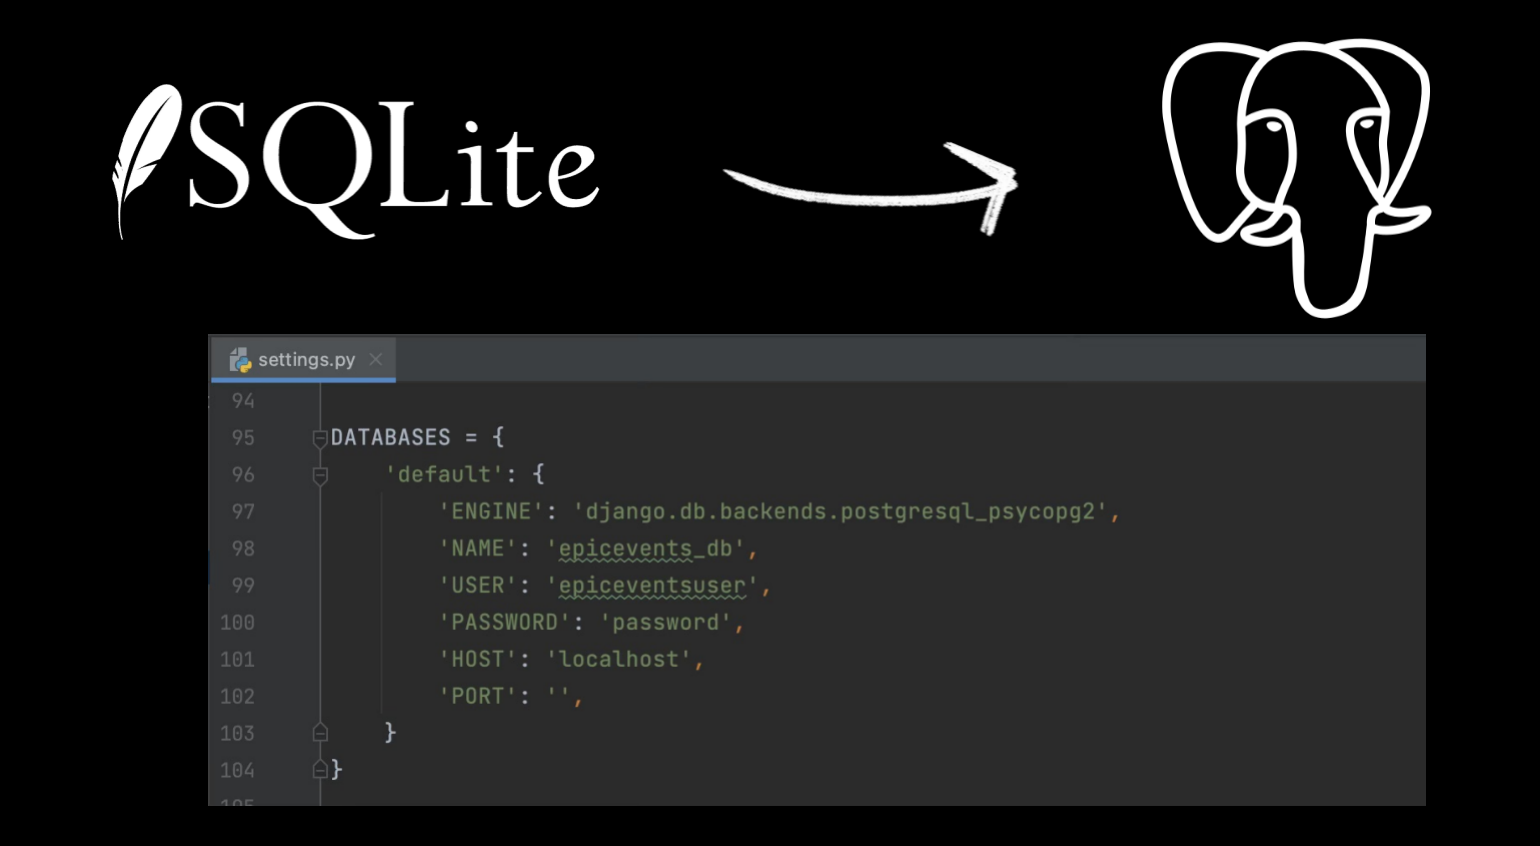 SQLite
settings.py
94
95 DATABASES = {
96 'default': {
97 'ENGINE': 'django.db.backends.postgresql_psycopg2',
98 'NAME': 'epicevents_db',
99 'USER': 'epiceventsuser',
100 'PASSWORD': 'password',
101 'HOST': 'localhost',
102 'PORT': '',
103 }
104 }